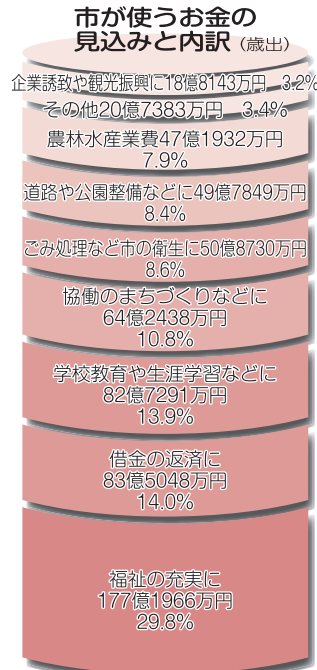 市が使うお金の
見込みと内訳（歳出）
企業誘致や観光振興に18億8143万円　3.2%
その他20億7383万円　3.4%
農林水産業費47億1932万円
7.9%
道路や公園整備などに49億7849万円
8.4%
ごみ処理など市の衛生に50億8730万円
8.6%
協働のまちづくりなどに
64億2438万円
10.8%
学校教育や生涯学習などに
82億7291万円
13.9%
借金の返済に
83億5048万円
14.0%
福祉の充実に
177億1966万円
29.8%